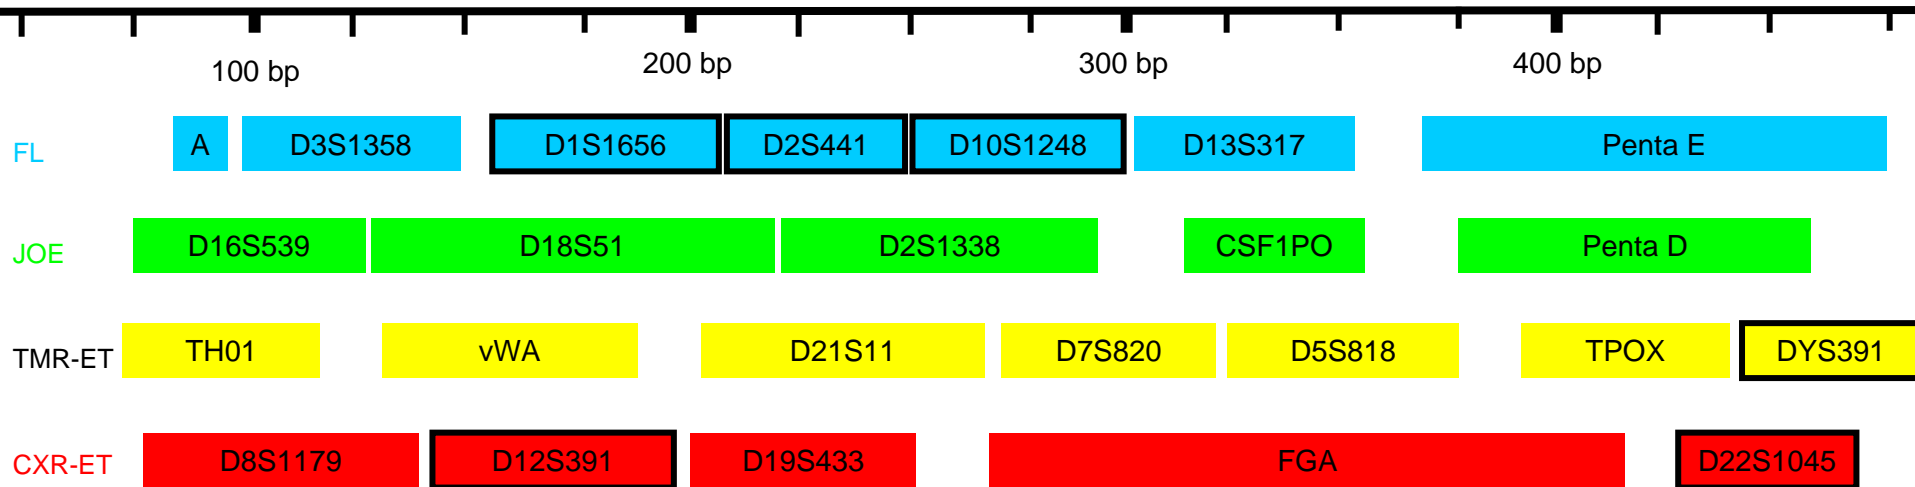 100 bp 200 bp 300 bp 400 bp
FL A D3S1358 D1S1656 D2S441 D10S1248 D13S317 Penta E
JOE D16S539 D18S51 D2S1338 CSF1PO Penta D
TMR-ET TH01 vWA D21S11 D7S820 D5S818 TPOX DYS391
CXR-ET D8S1179 D12S391 D19S433 FGA D22S1045